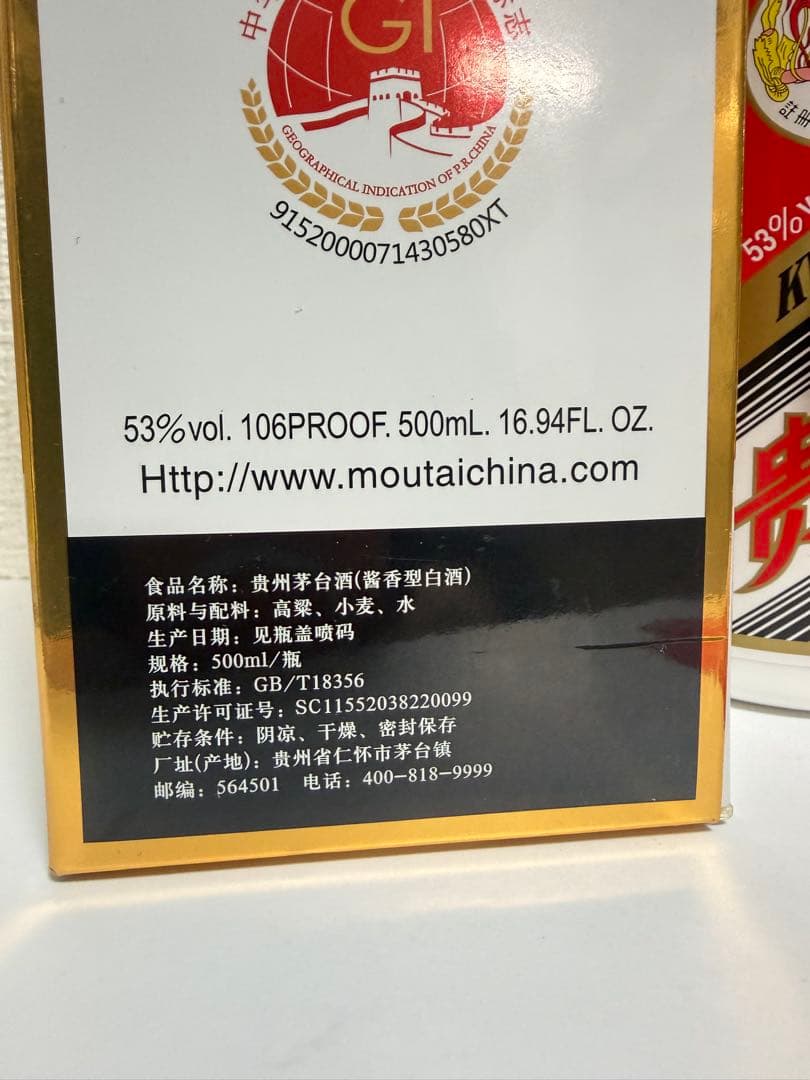 中
志
GI
GEOGRAPHICAL INDICATION OF P.R.CHINA
9152000071430580XT
53%vol. 106PROOF. 500mL. 16.94FL. OZ.
Http://www.moutaichina.com
食品名称：贵州茅台酒(酱香型白酒)
原料与配料：高粱、小麦、水
生产日期：见瓶盖喷码
规格：500ml/瓶
执行标准：GB/T18356
生产许可证号：SC11552038220099
贮存条件：阴凉、干燥、密封保存
厂址(产地)：贵州省仁怀市茅台镇
邮编：564501 电话：400-818-9999
註册
53%
K
贵